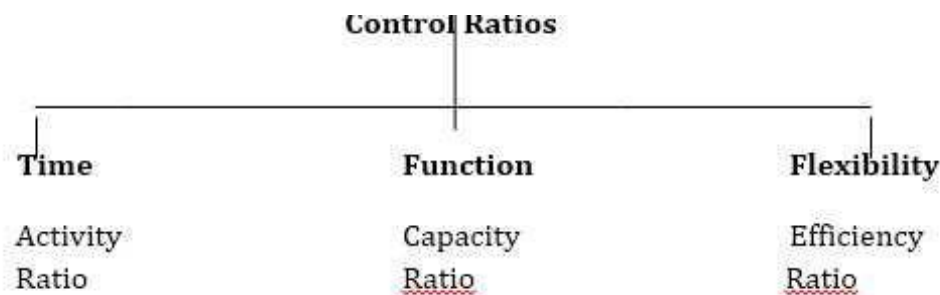 Control Ratios
Time Function Flexibility
Activity Capacity Efficiency
Ratio Ratio Ratio